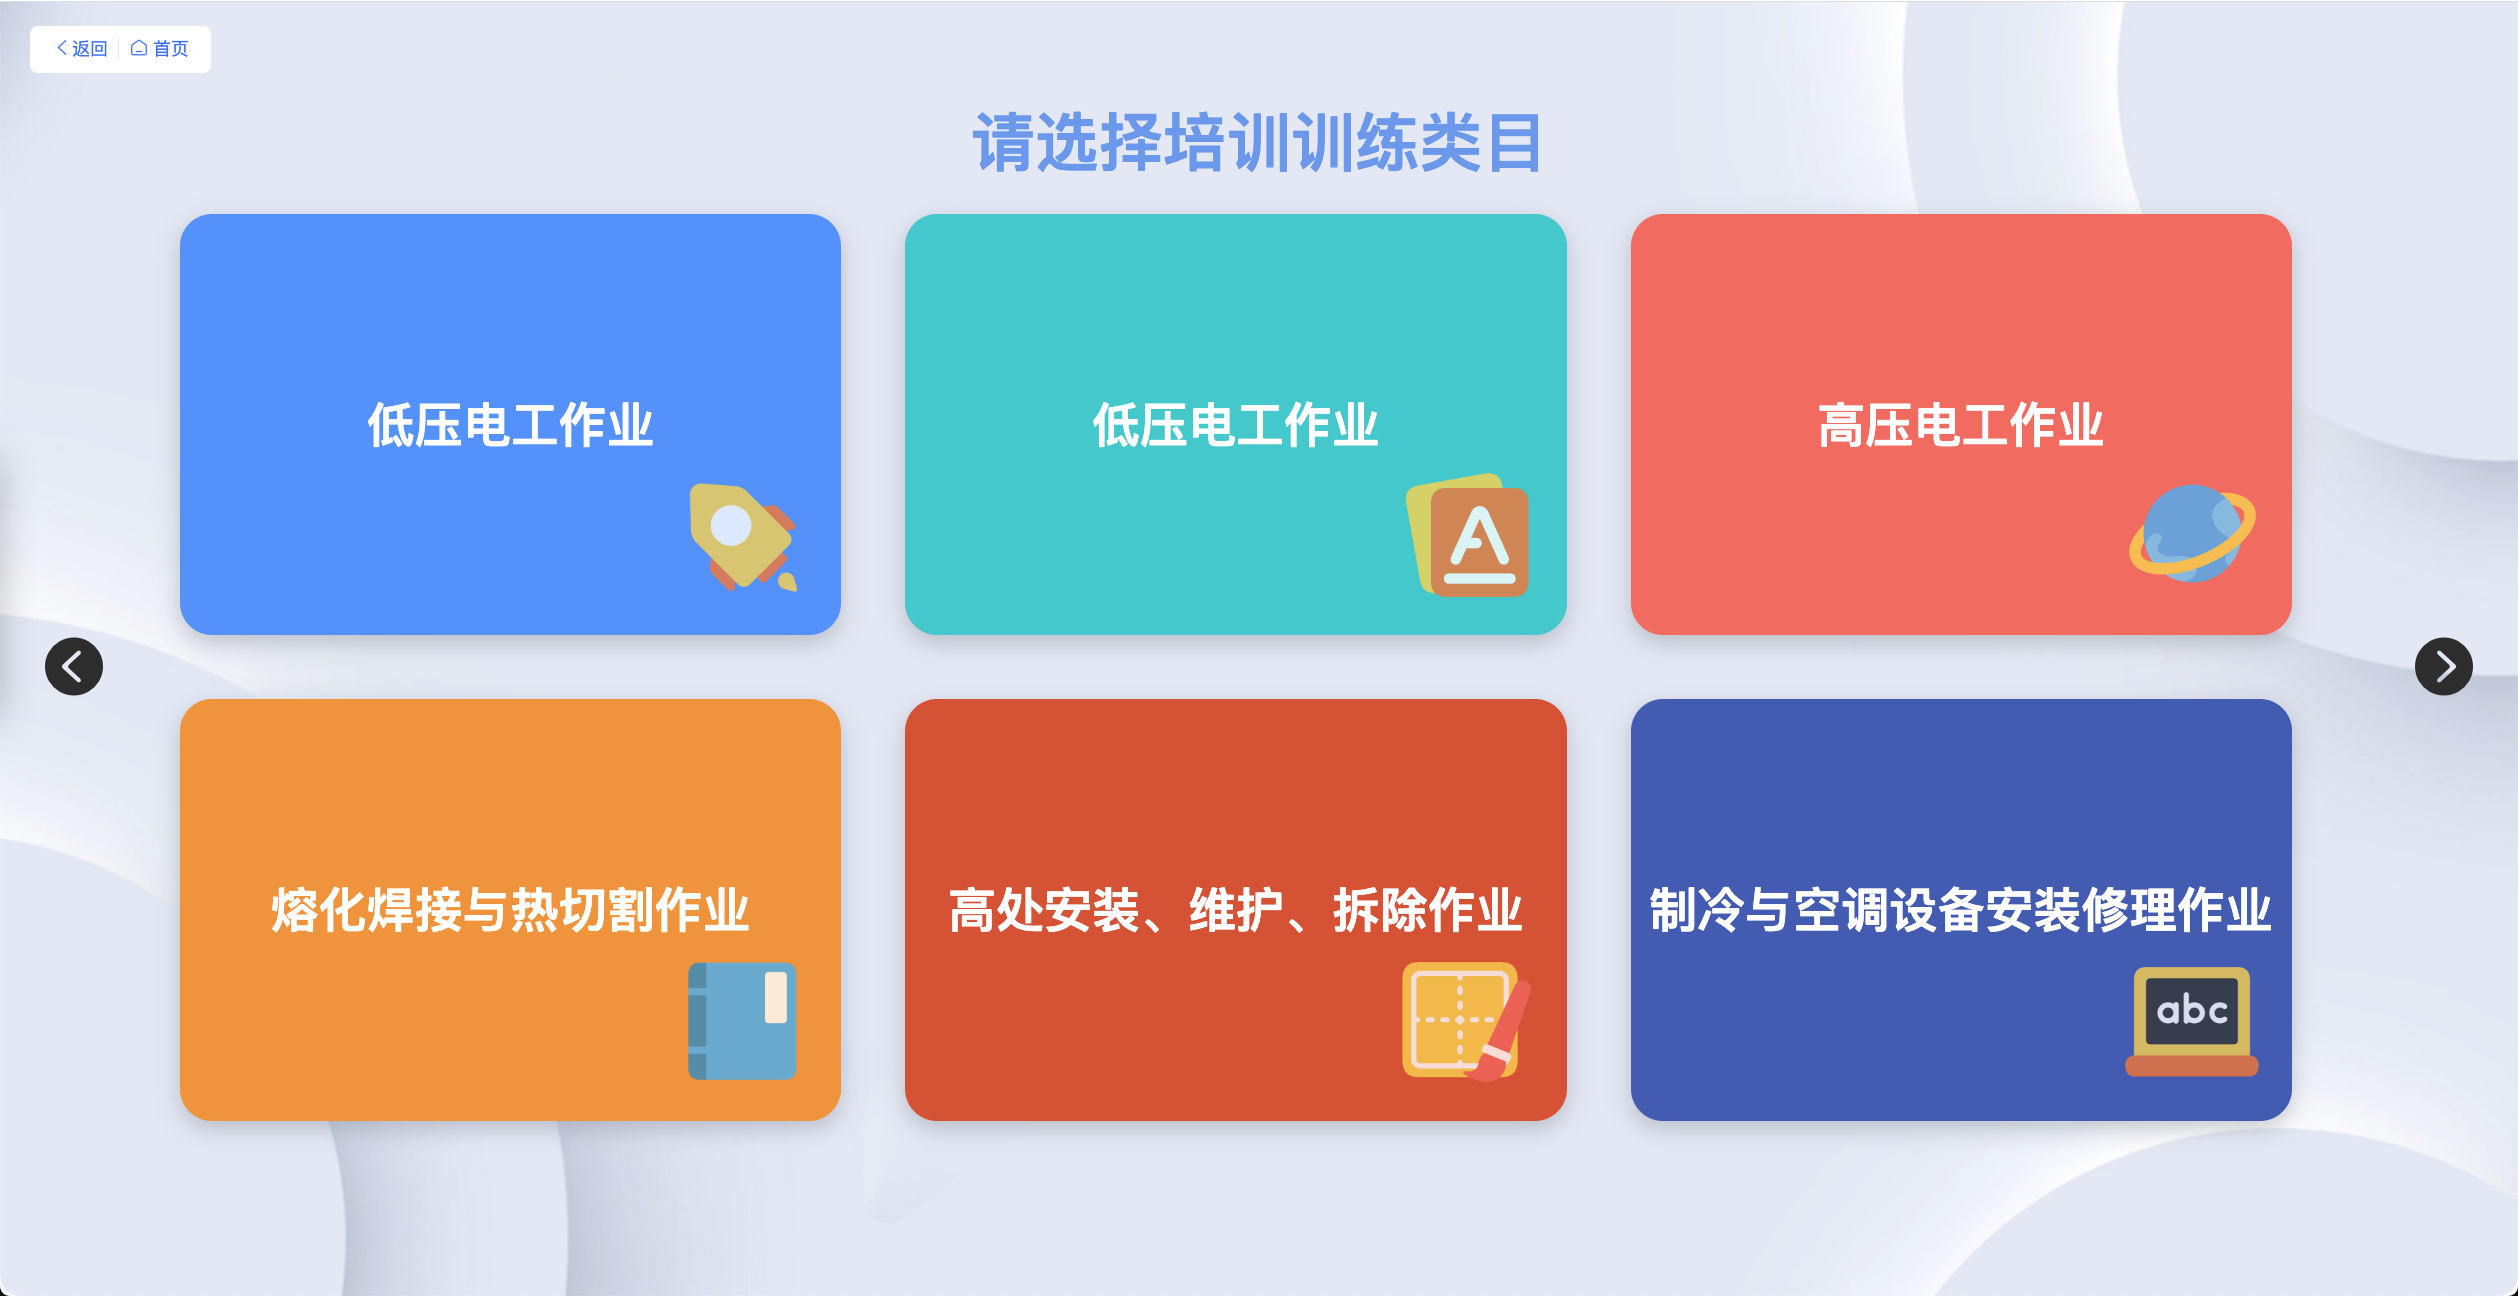 返回 首页
请选择培训训练类目
低压电工作业
低压电工作业
高压电工作业
A
熔化焊接与热切割作业
高处安装、维护、拆除作业
制冷与空调设备安装修理作业
abc